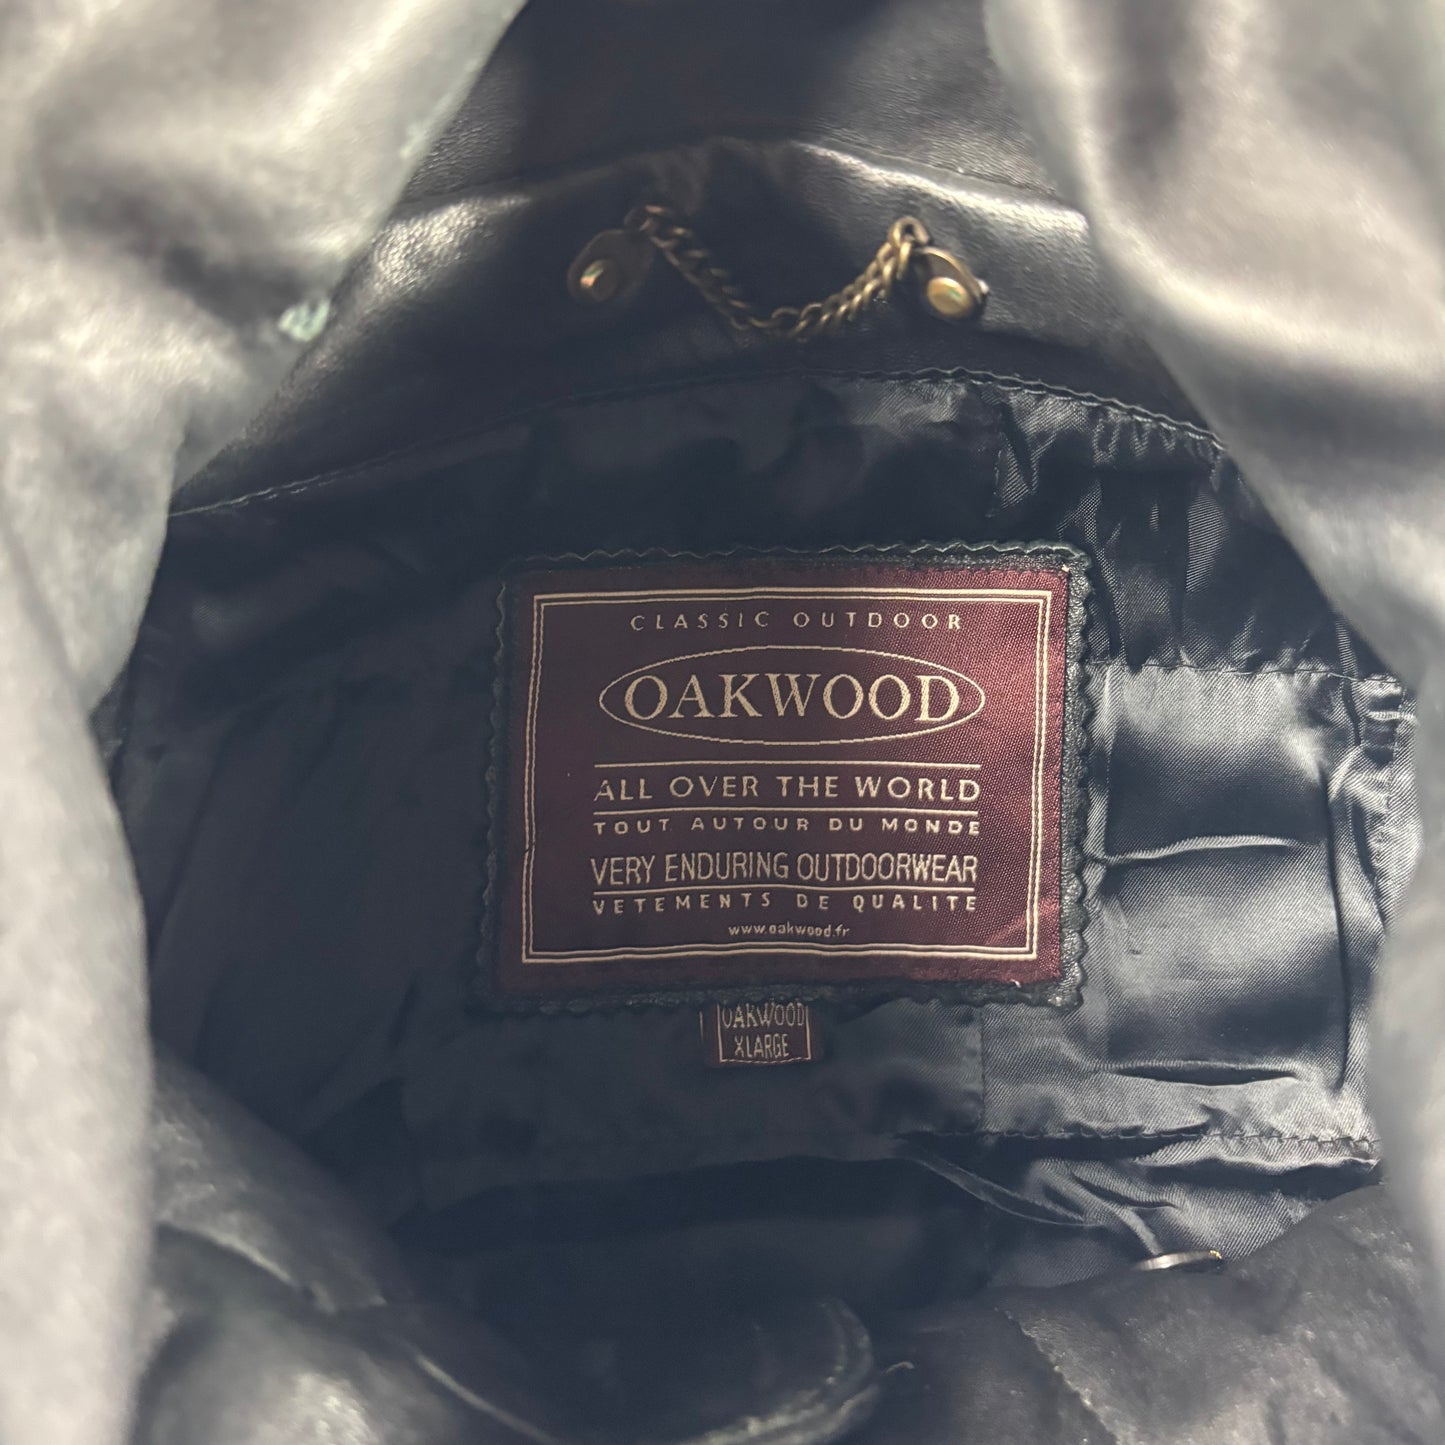 CLASSIC OUTDOOR
OAKWOOD
ALL OVER THE WORLD
TOUT AUTOUR DU MONDE
VERY ENDURING OUTDOORWEAR
VETEMENTS DE QUALITE
www.oakwood.fr
OAKWOOD
XLARGE